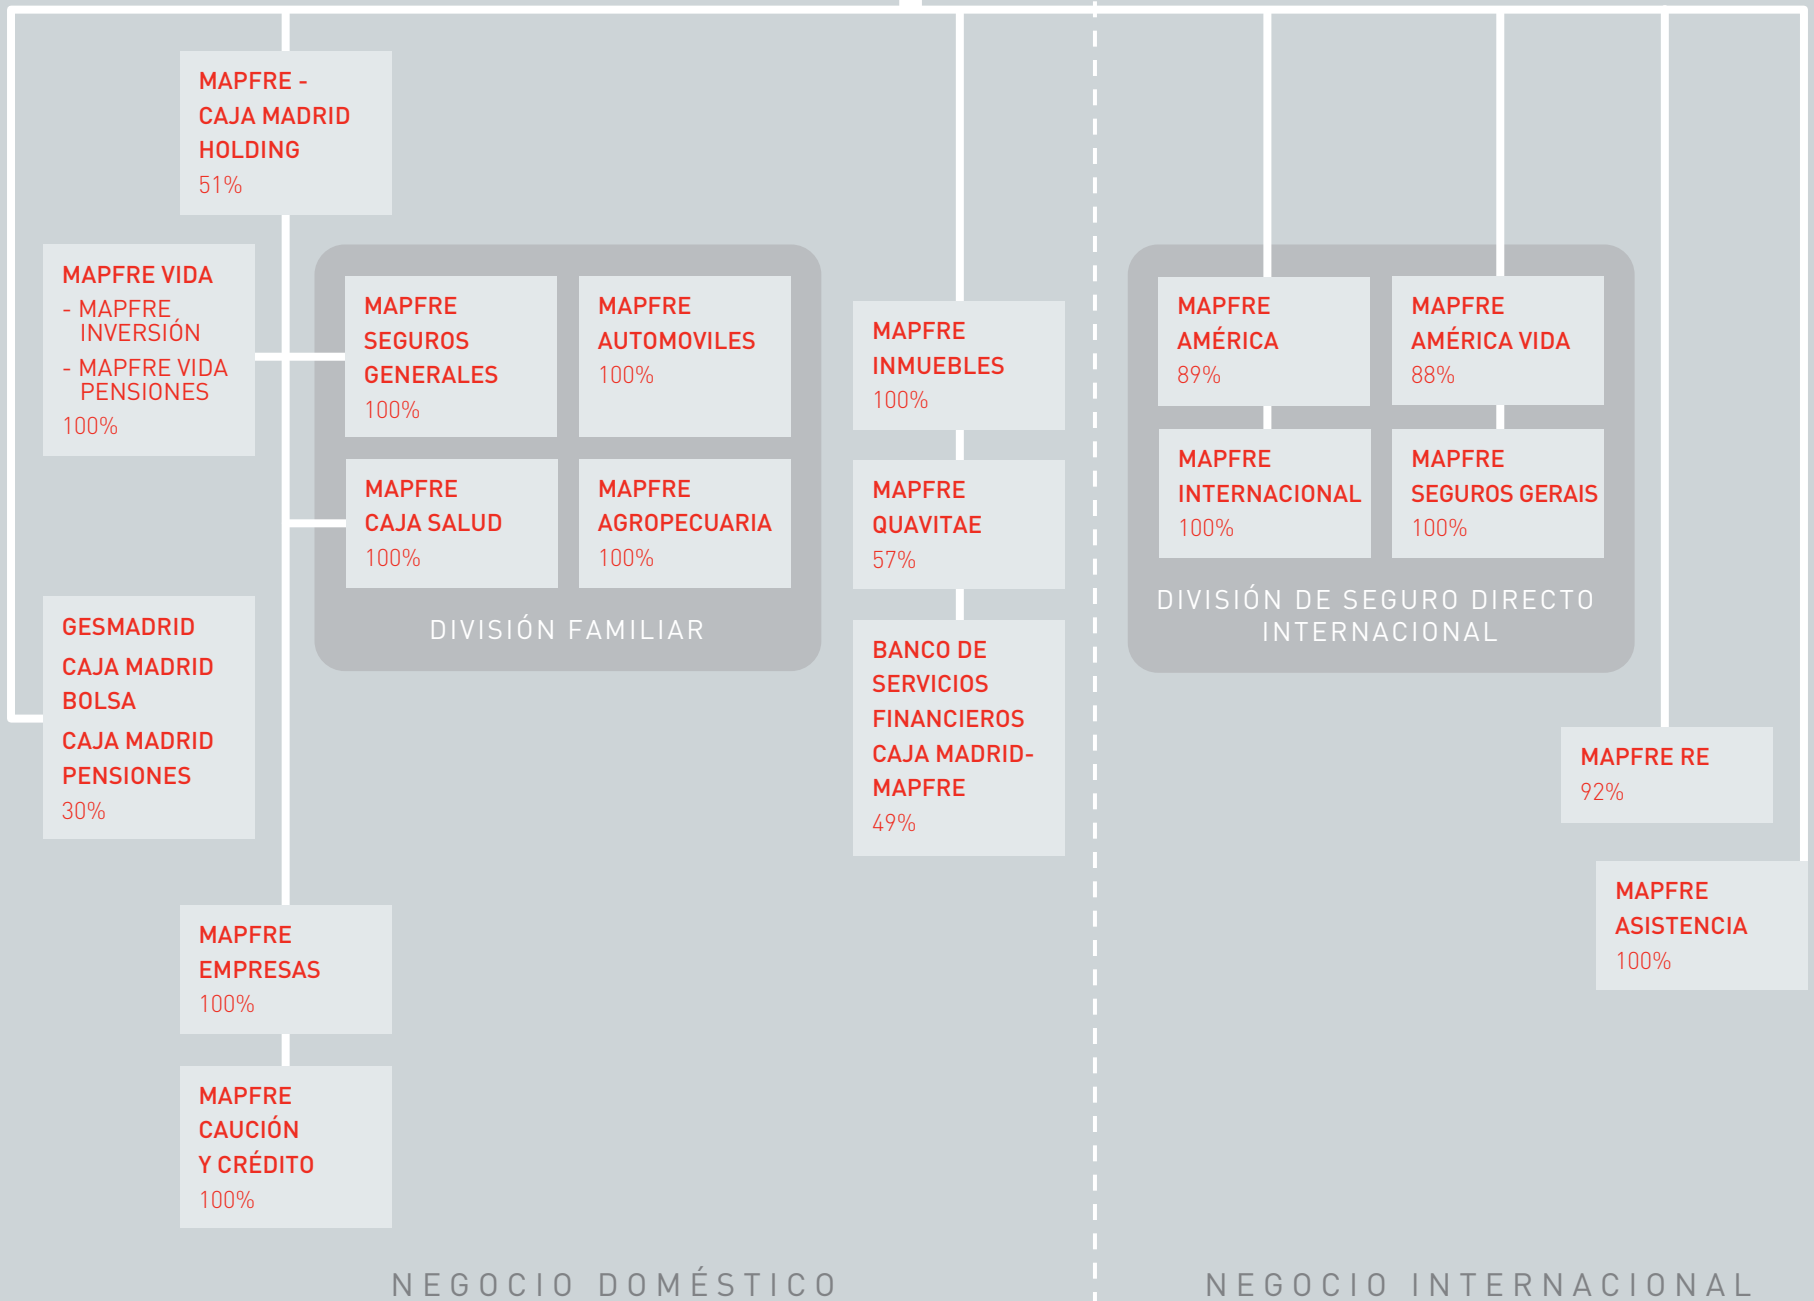 MAPFRE -
CAJA MADRID
HOLDING
51%
MAPFRE VIDA
- MAPFRE
INVERSIÓN
- MAPFRE VIDA
PENSIONES
100%
MAPFRE
SEGUROS
GENERALES
100%
MAPFRE
AUTOMOVILES
100%
MAPFRE
CAJA SALUD
100%
MAPFRE
AGROPECUARIA
100%
DIVISIÓN FAMILIAR
GESMADRID
CAJA MADRID
BOLSA
CAJA MADRID
PENSIONES
30%
MAPFRE
EMPRESAS
100%
MAPFRE
CAUCIÓN
Y CRÉDITO
100%
MAPFRE
INMUEBLES
100%
MAPFRE
QUAVITAE
57%
BANCO DE
SERVICIOS
FINANCIEROS
CAJA MADRID-
MAPFRE
49%
NEGOCIO DOMÉSTICO
MAPFRE
AMÉRICA
89%
MAPFRE
AMÉRICA VIDA
88%
MAPFRE
INTERNACIONAL
100%
MAPFRE
SEGUROS GERAIS
100%
DIVISIÓN DE SEGURO DIRECTO
INTERNACIONAL
MAPFRE RE
92%
MAPFRE
ASISTENCIA
100%
NEGOCIO INTERNACIONAL